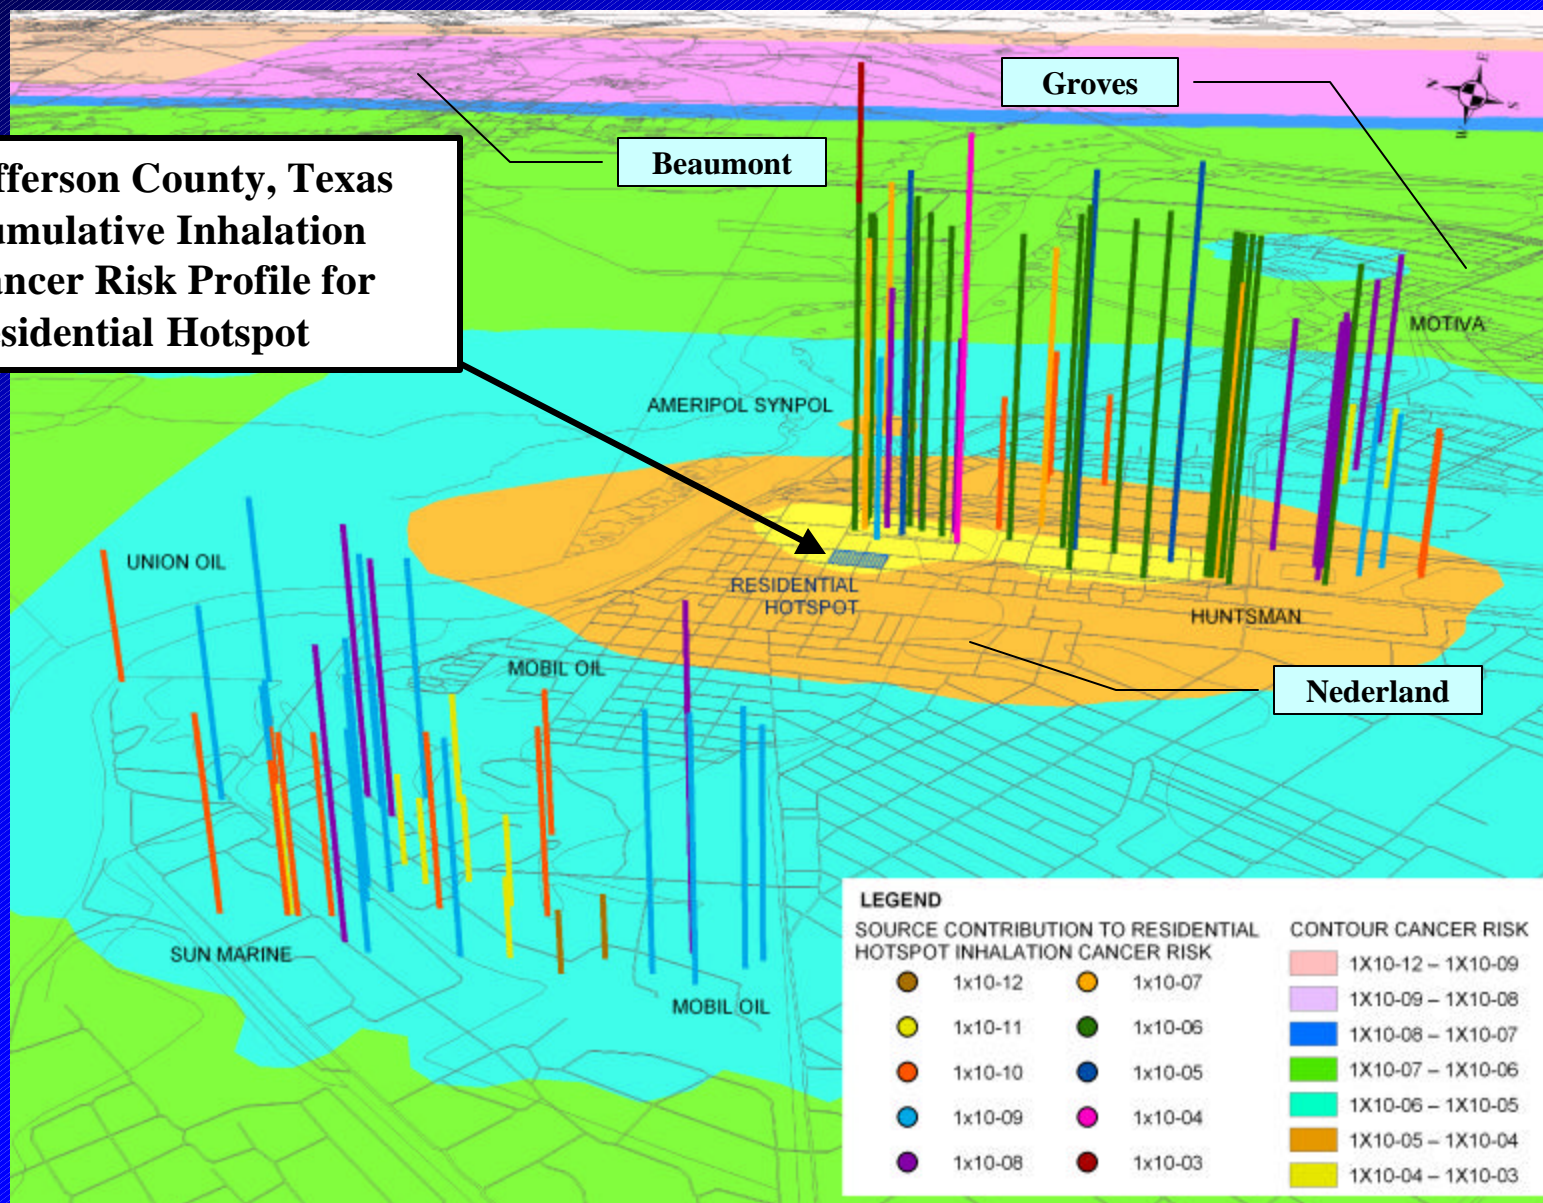 Groves
E
N
S
W
Beaumont
fferson County, Texas
umulative Inhalation
ancer Risk Profile for
esidential Hotspot
MOTIVA
AMERIPOL SYNPOL
UNION OIL
RESIDENTIAL
HOTSPOT
HUNTSMAN
MOBIL OIL
Nederland
SUN MARINE
MOBIL OIL
LEGEND
SOURCE CONTRIBUTION TO RESIDENTIAL
HOTSPOT INHALATION CANCER RISK
1x10-12
1x10-07
1x10-11
1x10-06
1x10-10
1x10-05
1x10-09
1x10-04
1x10-08
1x10-03
CONTOUR CANCER RISK
1X10-12 – 1X10-09
1X10-09 – 1X10-08
1X10-08 – 1X10-07
1X10-07 – 1X10-06
1X10-06 – 1X10-05
1X10-05 – 1X10-04
1X10-04 – 1X10-03